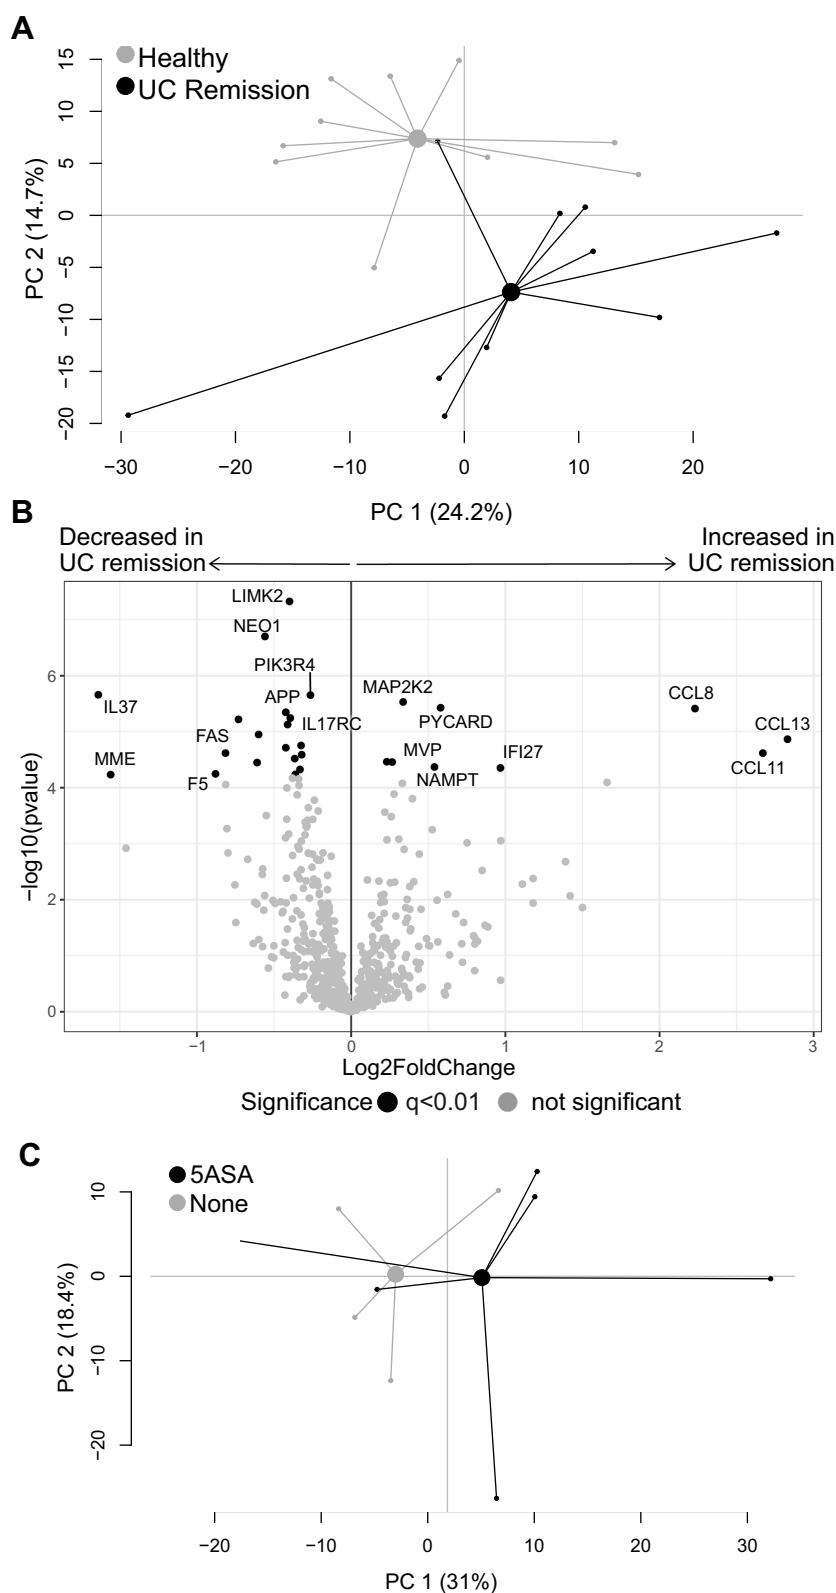 A
Healthy
UC Remission
15
10
5
0
−5
−10
−15
−20
PC 2 (14.7%)
−30 −20 −10 0 10 20
PC 1 (24.2%)
B
Decreased in
UC remission
Increased in
UC remission
LIMK2
NEO1
PIK3R4
IL37
APP
MAP2K2
CCL8
IL17RC
PYCARD
CCL13
FAS
MME
MVP
IFI27
CCL11
F5
NAMPT
6
4
2
0
−log10(pvalue)
−1 0 1 2 3
Log2FoldChange
Significance q<0.01 not significant
C
5ASA
None
10
0
−10
−20
PC 2 (18.4%)
−20 −10 0 10 20 30
PC 1 (31%)